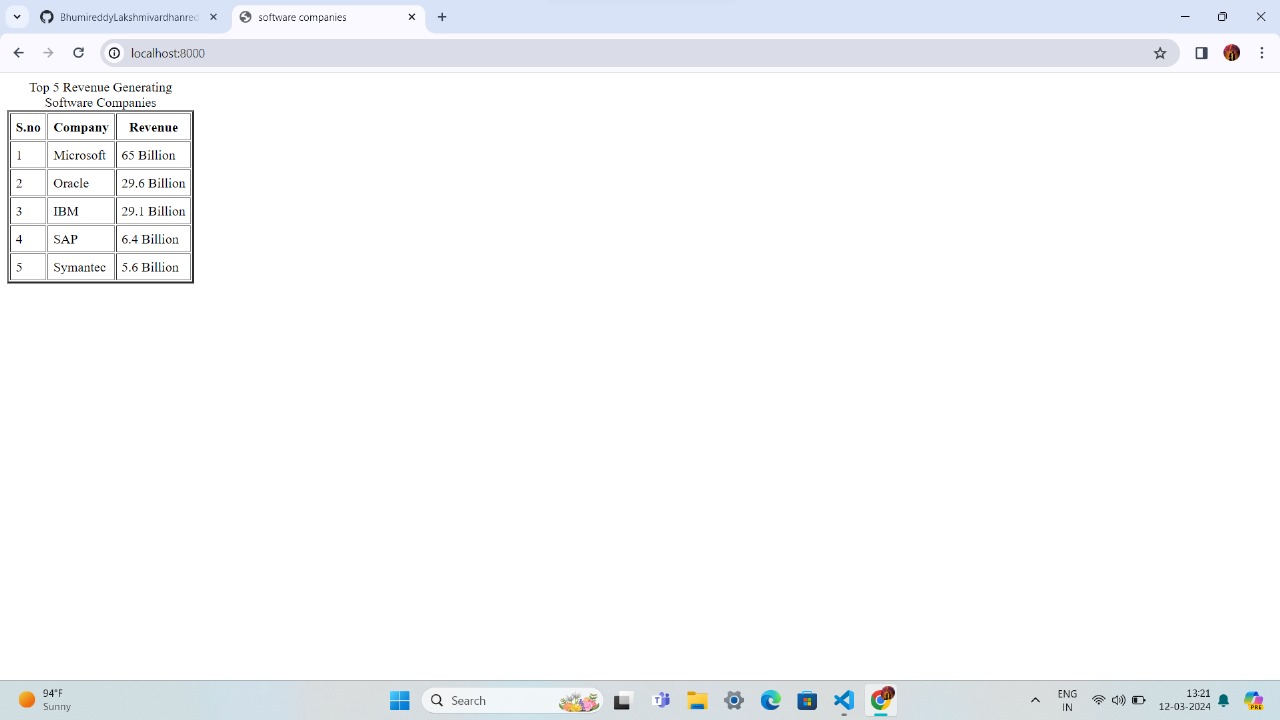 BhumireddyLakshmivardhanred
software companies
localhost:8000
Top 5 Revenue Generating
Software Companies
S.no Company Revenue
1 Microsoft 65 Billion
2 Oracle 29.6 Billion
3 IBM 29.1 Billion
4 SAP 6.4 Billion
5 Symantec 5.6 Billion
94°F
Sunny
Search
ENG
IN
13:21
12-03-2024
PRE